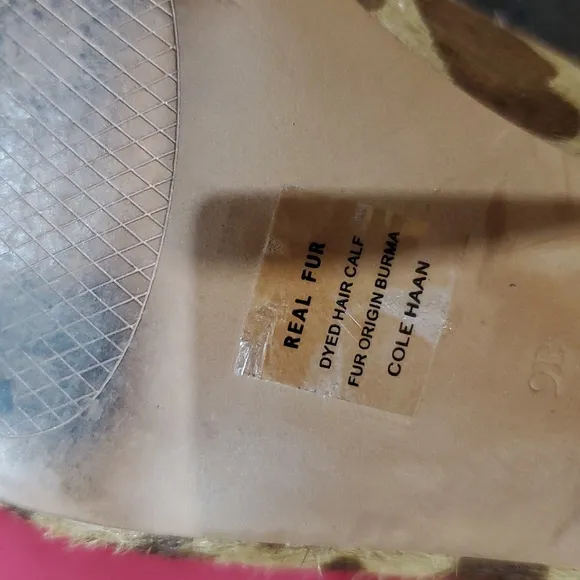 REAL FUR
DYED HAIR CALF
FUR ORIGIN BURMA
COLE HAAN